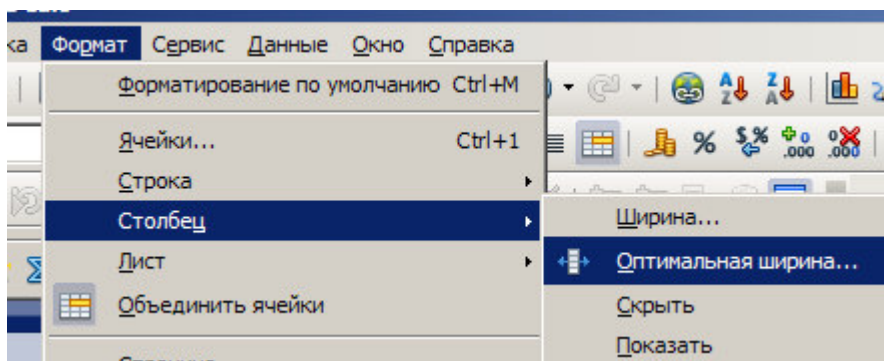 ка Формат Сервис Данные Окно Справка
Форматирование по умолчанию Ctrl+M
Ячейки... Ctrl+1
Строка
Столбец
Ширина...
Лист
Оптимальная ширина...
Объединить ячейки
Скрыть
Показать